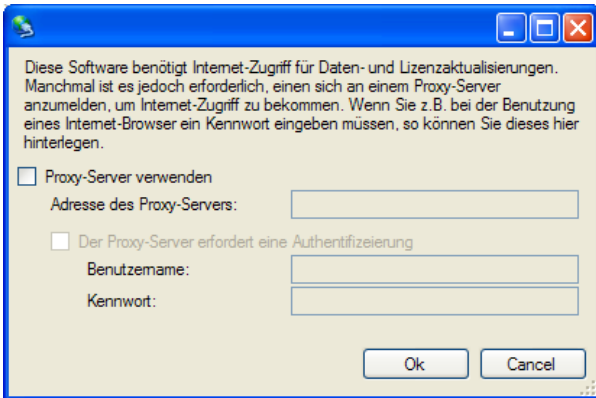 Diese Software benötigt Internet-Zugriff für Daten- und Lizenzaktualisierungen.
Manchmal ist es jedoch erforderlich, einen sich an einem Proxy-Server
anzumelden, um Internet-Zugriff zu bekommen. Wenn Sie z.B. bei der Benutzung
eines Internet-Browser ein Kennwort eingeben müssen, so können Sie dieses hier
hinterlegen.
Proxy-Server verwenden
Adresse des Proxy-Servers:
Der Proxy-Server erfordert eine Authentifizeierung
Benutzername:
Kennwort:
Ok
Cancel